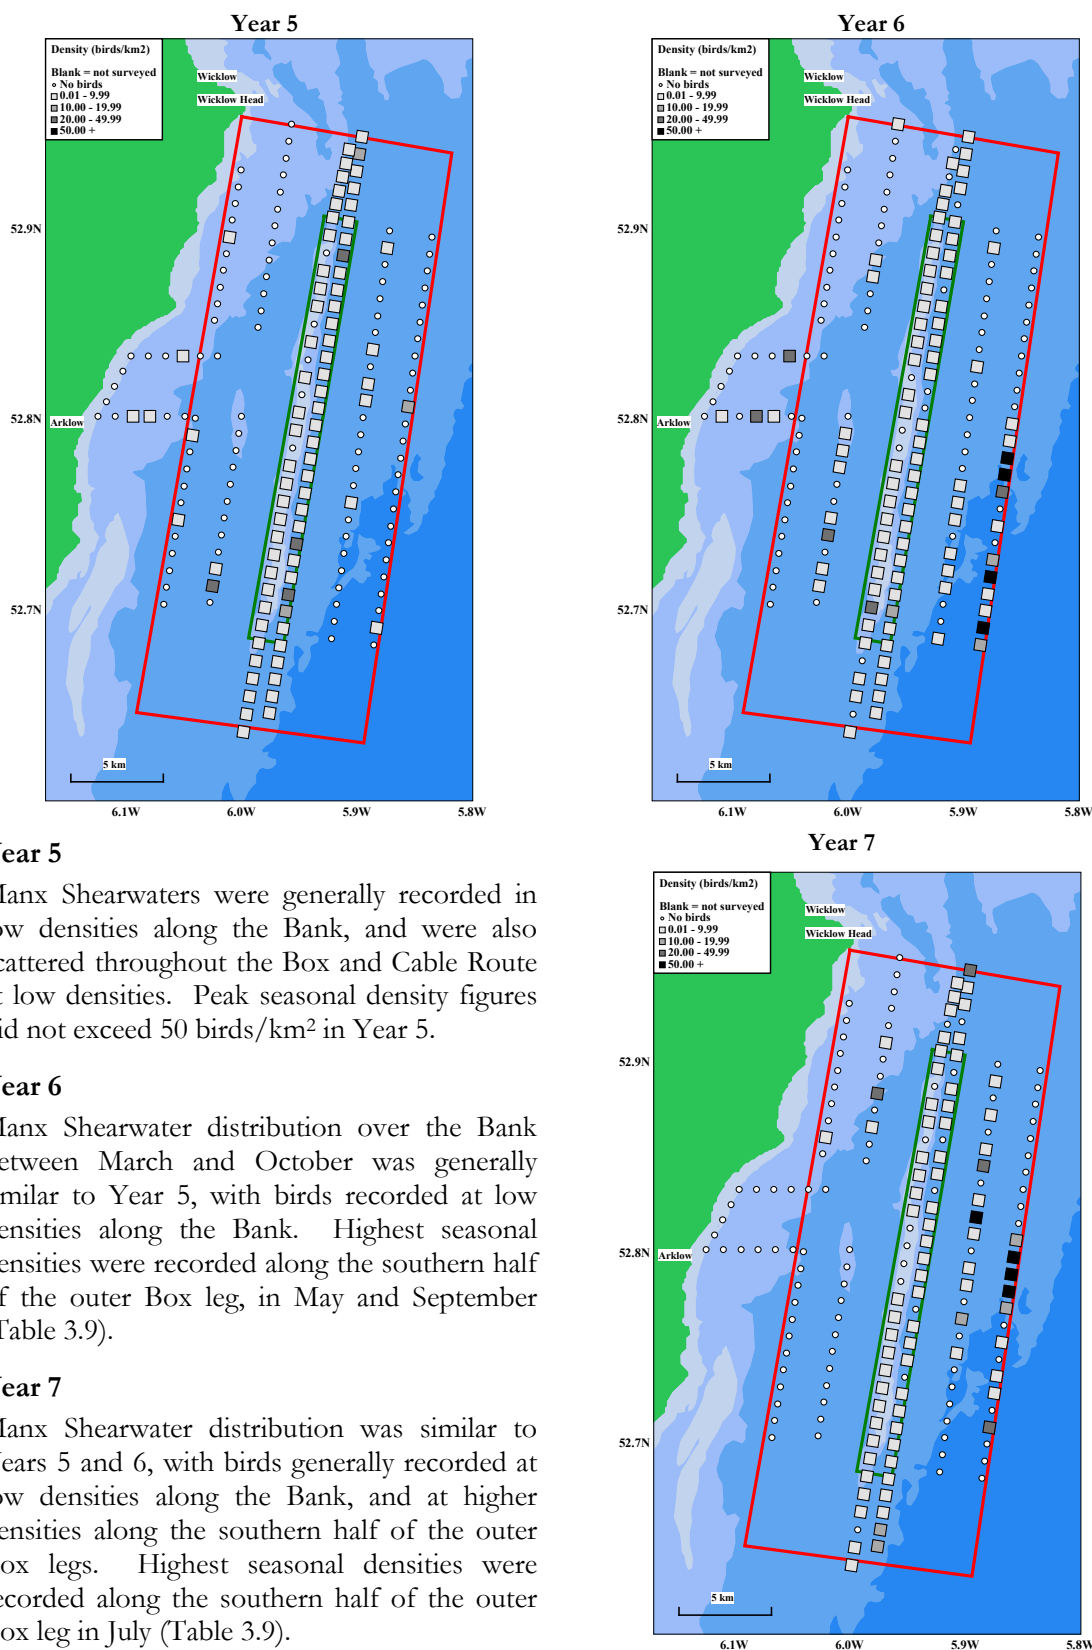 Year 5
Density (birds/km2)
Blank = not surveyed
No birds
0.01 - 9.99
10.00 - 19.99
20.00 - 49.99
50.00 +
Wicklow
Wicklow Head
52.9N
52.8N
Arklow
52.7N
5 km
6.1W 6.0W 5.9W 5.8W
Year 6
Density (birds/km2)
Blank = not surveyed
No birds
0.01 - 9.99
10.00 - 19.99
20.00 - 49.99
50.00 +
Wicklow
Wicklow Head
52.9N
52.8N
Arklow
52.7N
5 km
6.1W 6.0W 5.9W 5.8W
ear 5
anx Shearwaters were generally recorded in
ow densities along the Bank, and were also
cattered throughout the Box and Cable Route
t low densities. Peak seasonal density figures
id not exceed 50 birds/km² in Year 5.
ear 6
anx Shearwater distribution over the Bank
etween March and October was generally
imilar to Year 5, with birds recorded at low
ensities along the Bank. Highest seasonal
ensities were recorded along the southern half
f the outer Box leg, in May and September
Table 3.9).
ear 7
anx Shearwater distribution was similar to
ears 5 and 6, with birds generally recorded at
ow densities along the Bank, and at higher
ensities along the southern half of the outer
ox legs. Highest seasonal densities were
ecorded along the southern half of the outer
ox leg in July (Table 3.9).
Year 7
Density (birds/km2)
Blank = not surveyed
No birds
0.01 - 9.99
10.00 - 19.99
20.00 - 49.99
50.00 +
Wicklow
Wicklow Head
52.9N
52.8N
Arklow
52.7N
5 km
6.1W 6.0W 5.9W 5.8W